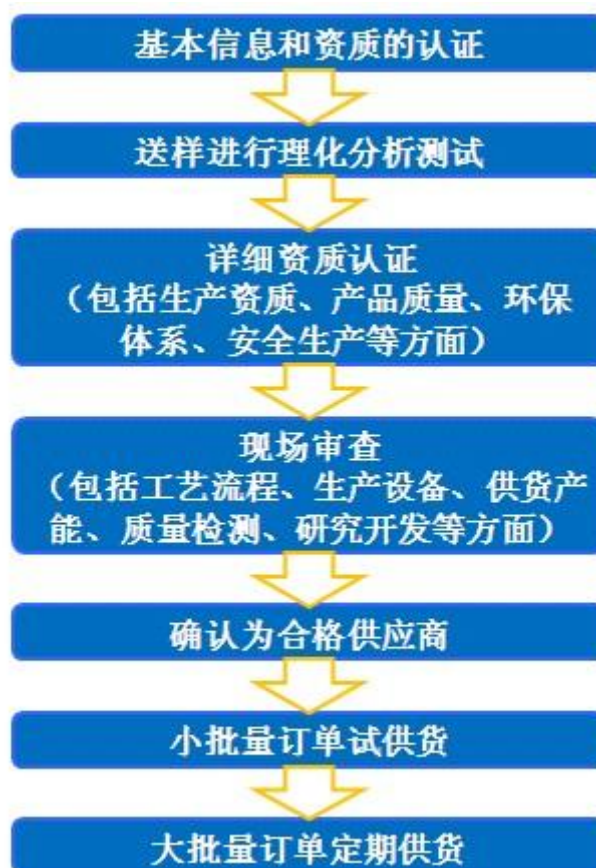 基本信息和资质的认证
送样进行理化分析测试
详细资质认证
（包括生产资质、产品质量、环保
体系、安全生产等方面）
现场审查
（包括工艺流程、生产设备、供货产
能、质量检测、研究开发等方面）
确认为合格供应商
小批量订单试供货
大批量订单定期供货